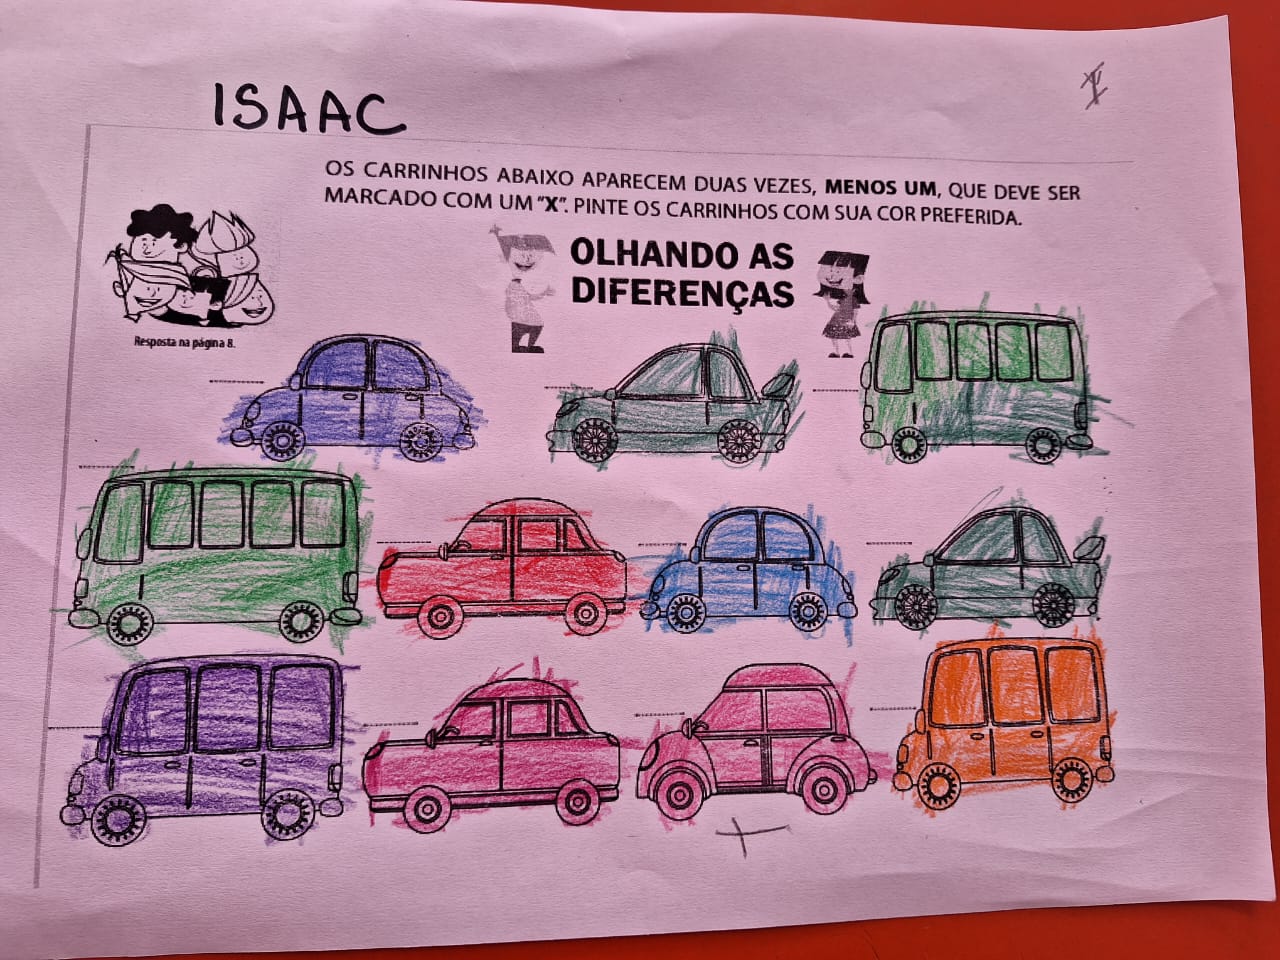 ISAAC
OS CARRINHOS ABAIXO APARECEM DUAS VEZES, MENOS UM, QUE DEVE SER
MARCADO COM UM "X". PINTE OS CARRINHOS COM SUA COR PREFERIDA.
OLHANDO AS
DIFERENÇAS
Resposta na página 8.